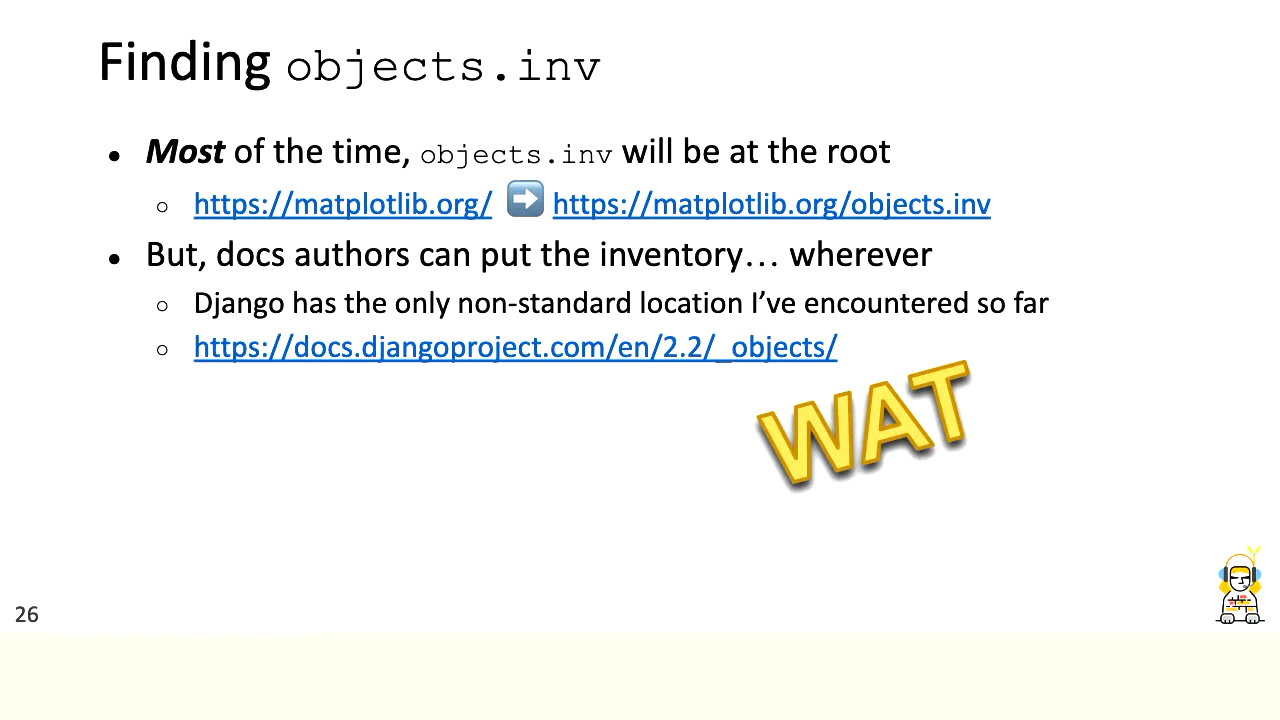 Finding objects.inv
● Most of the time, objects.inv will be at the root
○ https://matplotlib.org/ ➡️ https://matplotlib.org/objects.inv
● But, docs authors can put the inventory… wherever
○ Django has the only non-standard location I’ve encountered so far
○ https://docs.djangoproject.com/en/2.2/_objects/
WAT
26